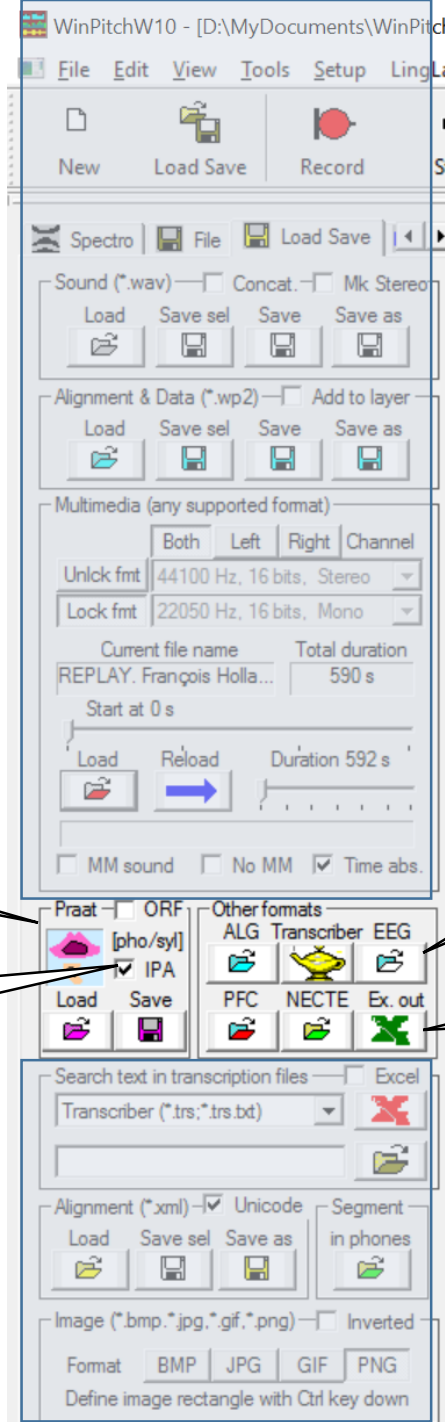 WinPitchW10 - [D:\MyDocuments\WinPitch
File Edit View Tools Setup LingLa
New Load Save Record S
Spectro File Load Save
Sound (*.wav) Concat. Mk Stereo
Load Save sel Save Save as
Alignment & Data (*.wp2) Add to layer
Load Save sel Save Save as
Multimedia (any supported format)
Both Left Right Channel
Unlck fmt 44100 Hz, 16 bits, Stereo
Lock fmt 22050 Hz, 16 bits, Mono
Current file name Total duration
REPLAY. François Holla... 590 s
Start at 0 s
Load Reload Duration 592 s
MM sound No MM Time abs.
Praat ORF Other formats
[pho/syl] ALG Transcriber EEG
IPA
Load Save PFC NECTE Ex. out
Search text in transcription files Excel
Transcriber (*.trs;*.trs.txt)
Alignment (*.xml) Unicode Segment
Load Save sel Save as in phones
Image (*.bmp.*.jpg,*.gif,*.png) Inverted
Format BMP JPG GIF PNG
Define image rectangle with Ctrl key down